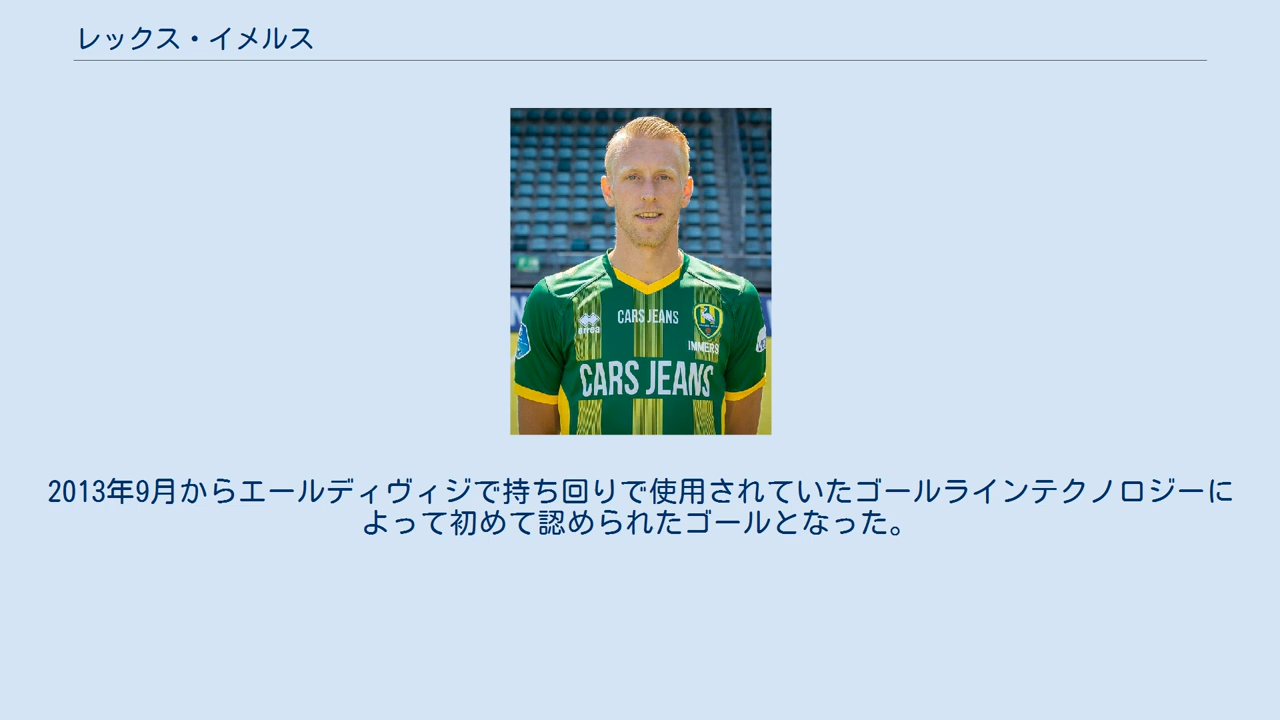 レックス・イメルス
CARS JEANS
errea
IMMERS
CARS JEANS
2013年9月からエールディヴィジで持ち回りで使用されていたゴールラインテクノロジーに
よって初めて認められたゴールとなった。